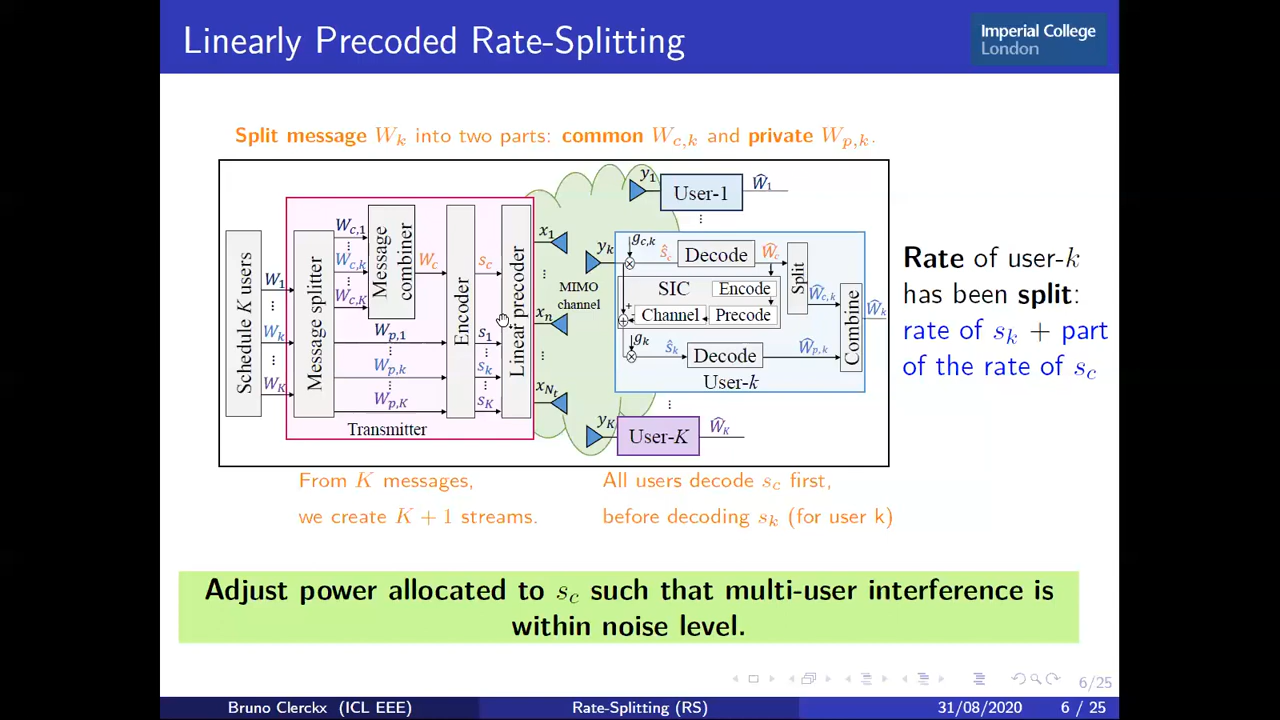 Linearly Precoded Rate-Splitting
Imperial College
London
Split message W_k into two parts: common W_{c,k} and private W_{p,k}.
Schedule K users
W_1
⋮
W_k
⋮
W_K
Message splitter
W_{c,1}
⋮
W_{c,k}
⋮
W_{c,K}
Message combiner
W_c
W_{p,1}
⋮
W_{p,k}
⋮
W_{p,K}
Encoder
s_c
s_1
⋮
s_k
⋮
s_K
Linear precoder
Transmitter
x_1
⋮
x_n
⋮
x_{N_t}
MIMO
channel
y_1
User-1
Ŵ_1
⋮
y_k
g_{c,k}
ŝ_c
Decode
Ŵ_c
Split
SIC
Encode
Channel
Precode
+
-
Ŵ_{c,k}
g_k
ŝ_k
Decode
Ŵ_{p,k}
Combine
Ŵ_k
User-k
⋮
y_K
User-K
Ŵ_K
Rate of user-k
has been split:
rate of s_k + part
of the rate of s_c
From K messages,
we create K + 1 streams.
All users decode s_c first,
before decoding s_k (for user k)
Adjust power allocated to s_c such that multi-user interference is
within noise level.
6/25
Bruno Clerckx (ICL EEE)
Rate-Splitting (RS)
31/08/2020
6 / 25